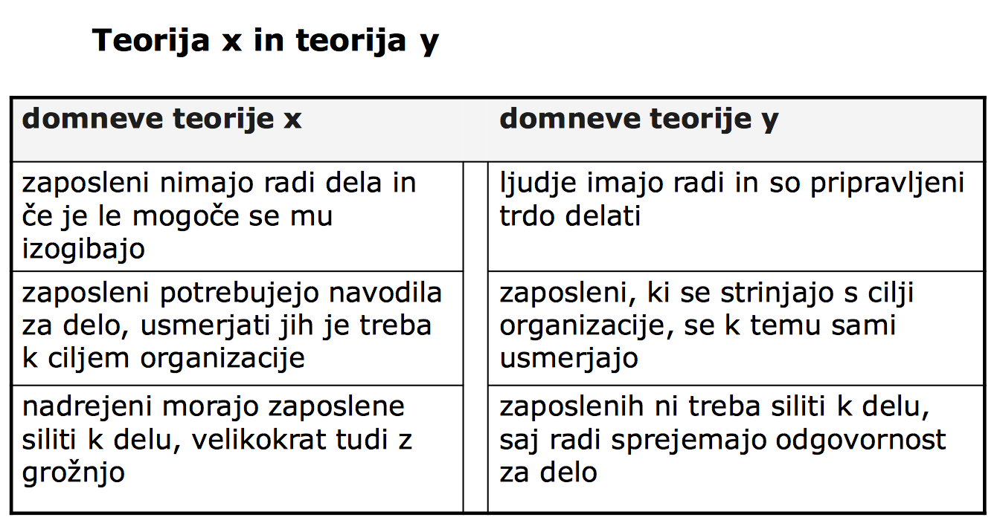 Teorija x in teorija y
domneve teorije x
domneve teorije y
zaposleni nimajo radi dela in
če je le mogoče se mu
izogibajo
ljudje imajo radi in so pripravljeni
trdo delati
zaposleni potrebujejo navodila
za delo, usmerjati jih je treba
k ciljem organizacije
zaposleni, ki se strinjajo s cilji
organizacije, se k temu sami
usmerjajo
nadrejeni morajo zaposlene
siliti k delu, velikokrat tudi z
grožnjo
zaposlenih ni treba siliti k delu,
saj radi sprejemajo odgovornost
za delo